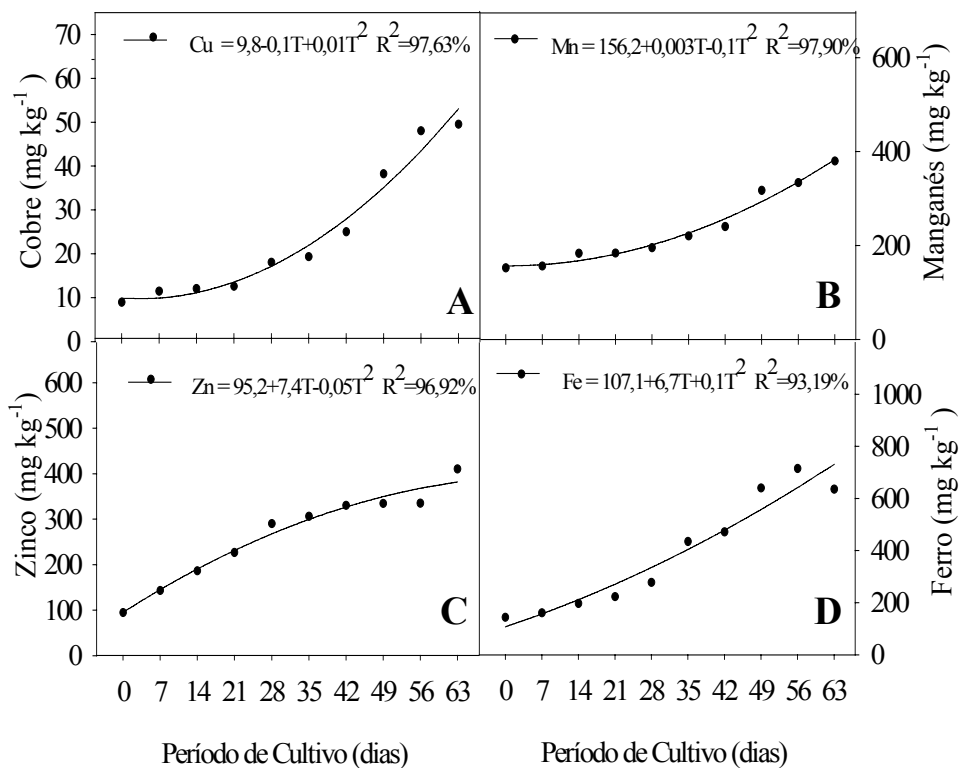 Cu = 9,8-0,1T+0,01T² R²=97,63%
70
60
50
40
30
20
10
0
Cobre (mg kg⁻¹)
A
Mn = 156,2+0,003T-0,1T² R²=97,90%
600
400
200
0
Manganés (mg kg⁻¹)
B
Zn = 95,2+7,4T-0,05T² R²=96,92%
600
500
400
300
200
100
0
Zinco (mg kg⁻¹)
C
Fe = 107,1+6,7T+0,1T² R²=93,19%
1000
800
600
400
200
0
Ferro (mg kg⁻¹)
D
0 7 14 21 28 35 42 49 56 63
0 7 14 21 28 35 42 49 56 63
Período de Cultivo (dias)
Período de Cultivo (dias)